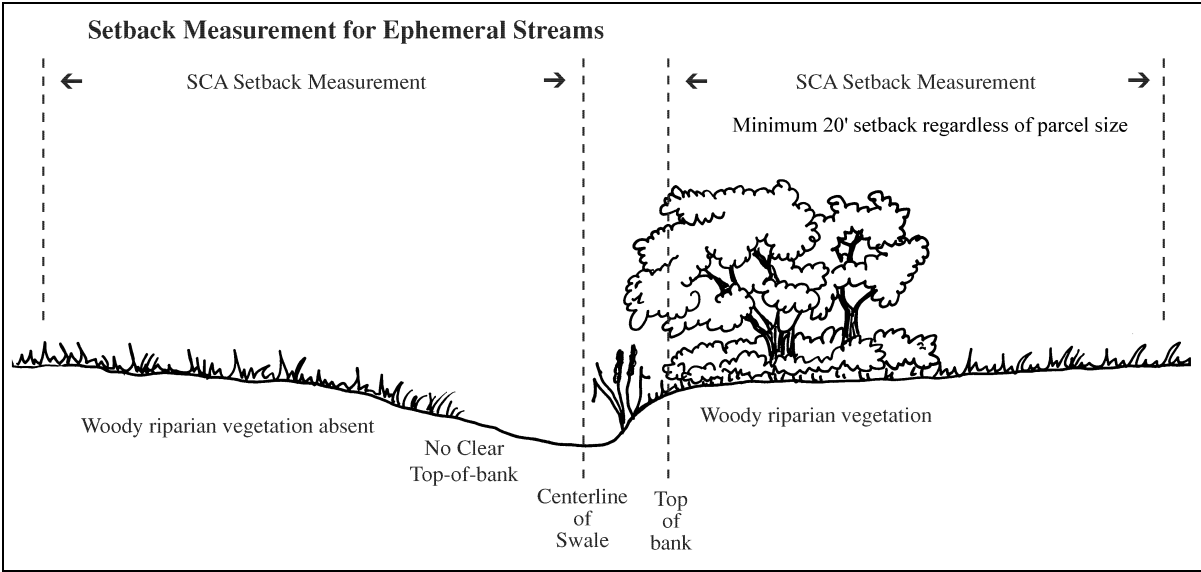 Setback Measurement for Ephemeral Streams
SCA Setback Measurement
SCA Setback Measurement
Minimum 20' setback regardless of parcel size
Woody riparian vegetation absent
Woody riparian vegetation
No Clear
Top-of-bank
Centerline
of
Swale
Top
of
bank